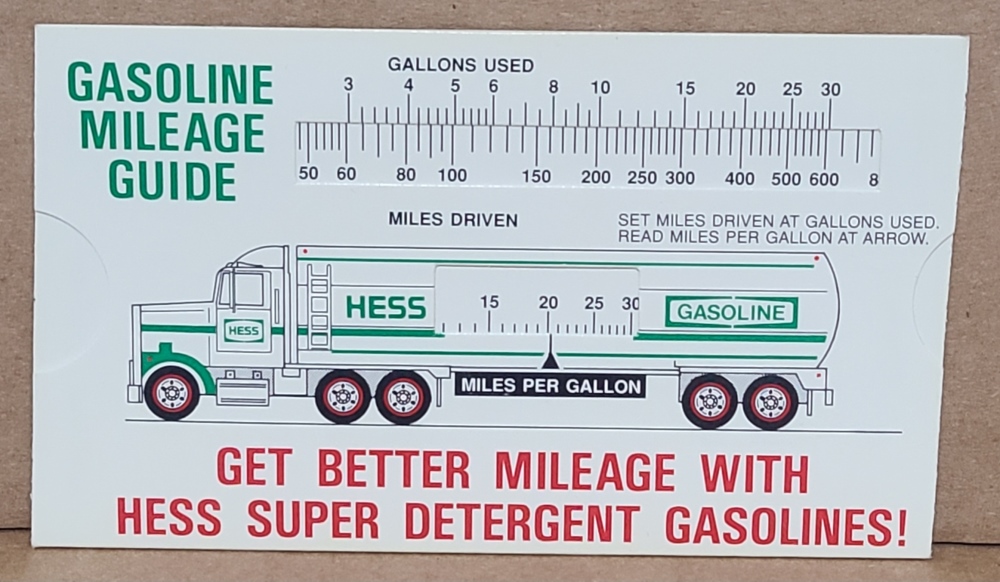 GASOLINE
MILEAGE
GUIDE
GALLONS USED
3 4 5 6 8 10 15 20 25 30
50 60 80 100 150 200 250 300 400 500 600 8
MILES DRIVEN
SET MILES DRIVEN AT GALLONS USED.
READ MILES PER GALLON AT ARROW.
HESS
15 20 25 30
GASOLINE
HESS
MILES PER GALLON
GET BETTER MILEAGE WITH
HESS SUPER DETERGENT GASOLINES!